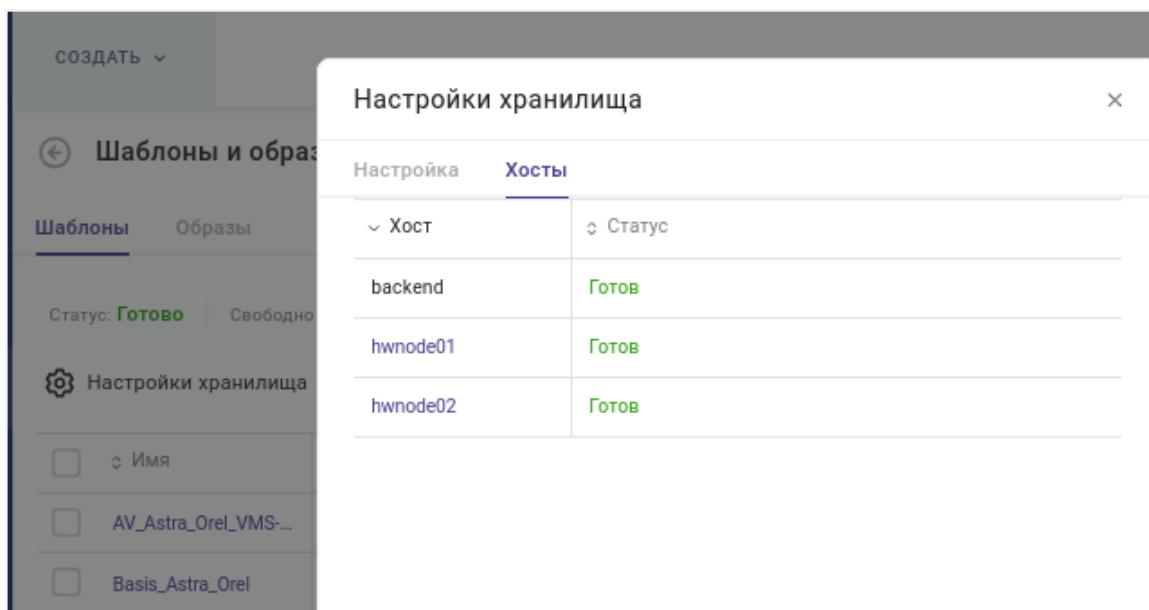 СОЗДАТЬ
Настройки хранилища
Шаблоны и образ
Настройка Хосты
Шаблоны Образы
Хост Статус
backend Готов
Статус: Готово Свободно
hwnode01 Готов
Настройки хранилища
hwnode02 Готов
Имя
AV_Astra_Orel_VMS-...
Basis_Astra_Orel